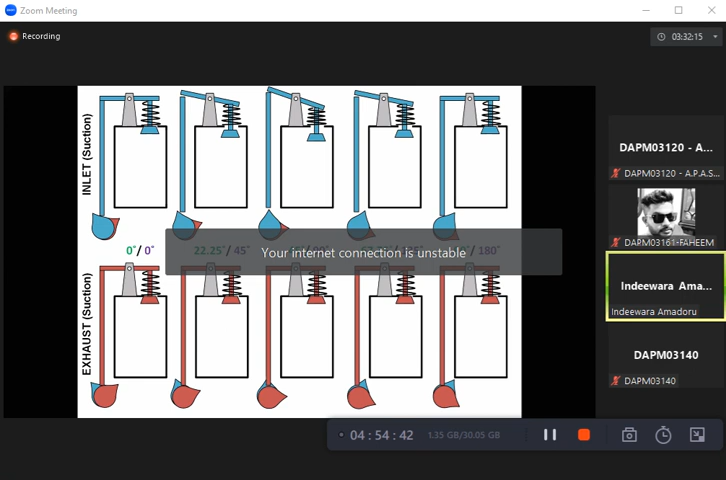 Zoom Meeting
Recording
03:32:15
INLET (Suction)
0°/ 0°
22.25°/ 45°
180°
Your internet connection is unstable
EXHAUST (Suction)
DAPM03120 - A...
DAPM03120 - A.P.A.S...
DAPM03161-FAHEEM
Indeewara Ama...
Indeewara Amadoru
DAPM03140
DAPM03140
04:54:42
1.35 GB/30.05 GB